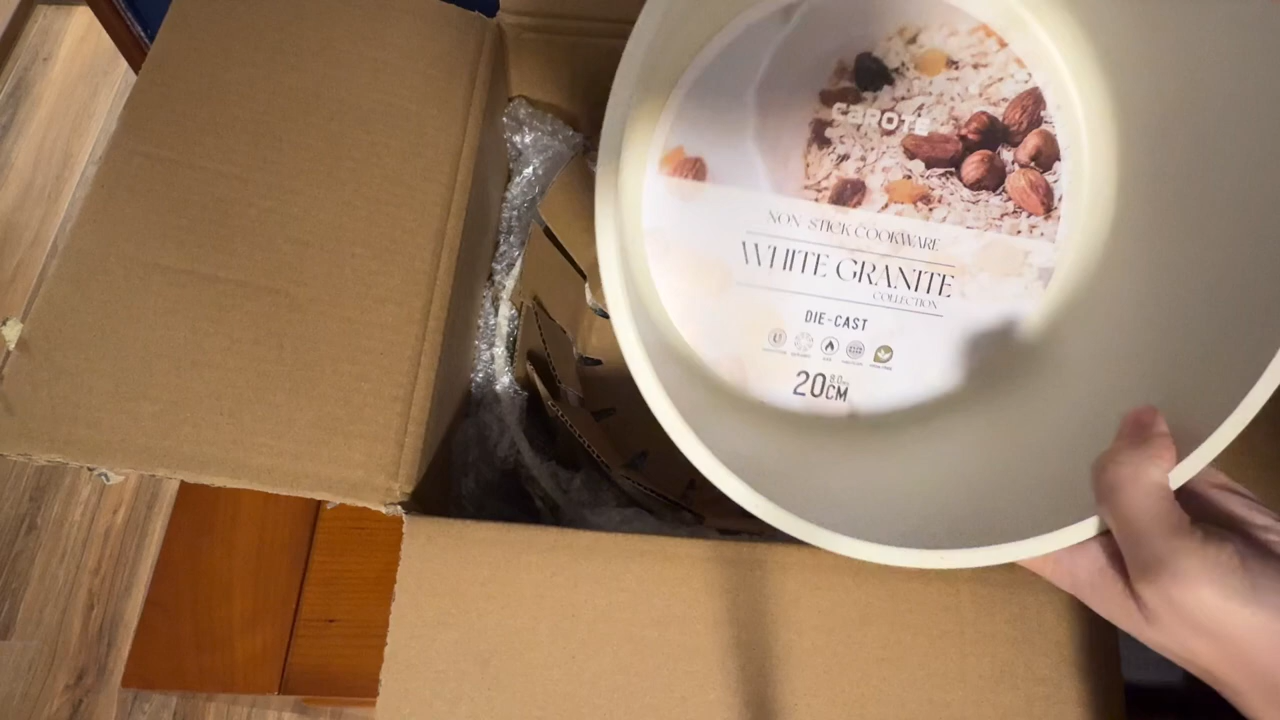 CAROTE
NON-STICK COOKWARE
WHITE GRANITE
COLLECTION
DIE-CAST
20CM